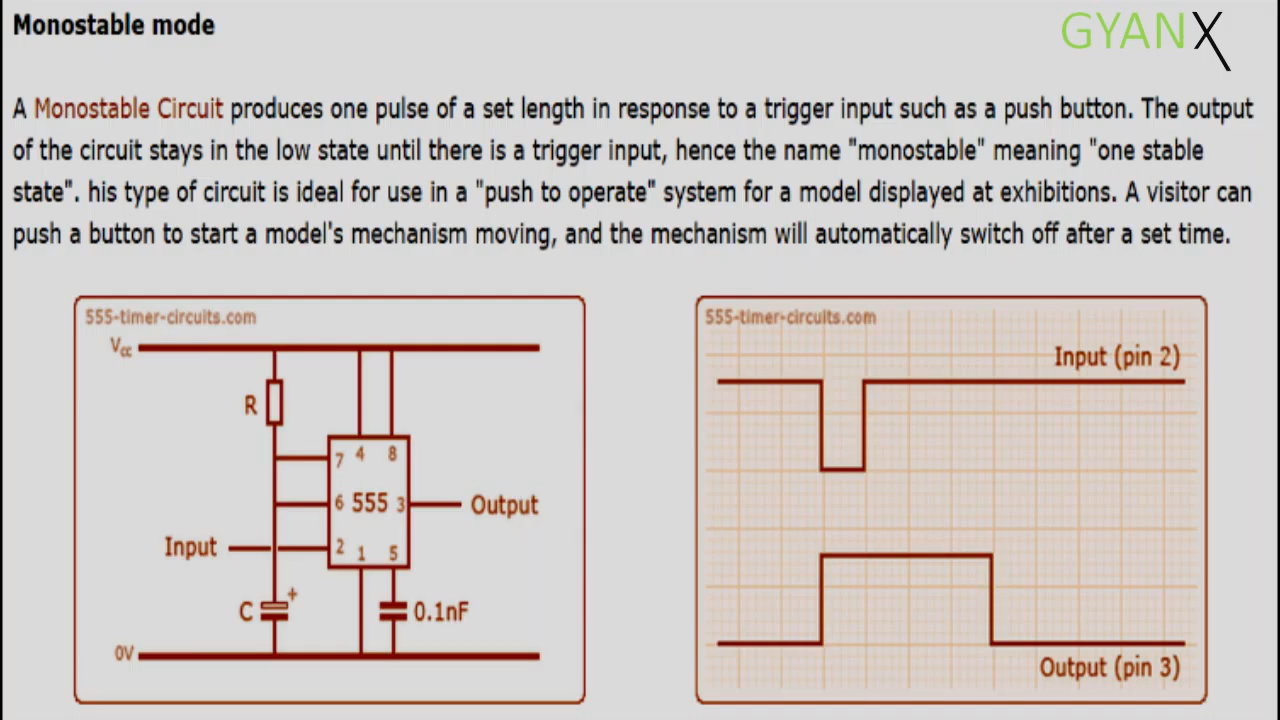 Monostable mode
GYANX
A Monostable Circuit produces one pulse of a set length in response to a trigger input such as a push button. The output
of the circuit stays in the low state until there is a trigger input, hence the name "monostable" meaning "one stable
state". his type of circuit is ideal for use in a "push to operate" system for a model displayed at exhibitions. A visitor can
push a button to start a model's mechanism moving, and the mechanism will automatically switch off after a set time.
555-timer-circuits.com
Vcc
R
7 4 8
6 555 3 Output
Input 2 1 5
C + 0.1nF
0V
555-timer-circuits.com
Input (pin 2)
Output (pin 3)